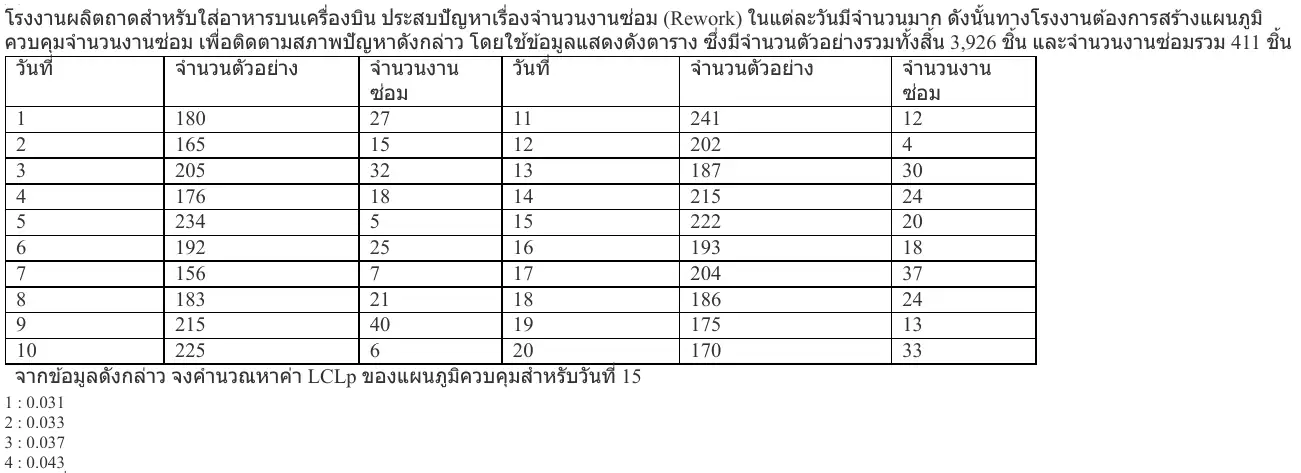 โรงงานผลิตถาดสำหรับใส่อาหารบนเครื่องบิน ประสบปัญหาเรื่องจำนวนงานซ่อม (Rework) ในแต่ละวันมีจำนวนมาก ดังนั้นทางโรงงานต้องการสร้างแผนภูมิ
ควบคุมจำนวนงานซ่อม เพื่อติดตามสภาพปัญหาดังกล่าว โดยใช้ข้อมูลแสดงดังตาราง ซึ่งมีจำนวนตัวอย่างรวมทั้งสิ้น 3,926 ชิ้น และจำนวนงานซ่อมรวม 411 ชิ้น
วันที่ จำนวนตัวอย่าง จำนวนงาน วันที่ จำนวนตัวอย่าง จำนวนงาน
ซ่อม ซ่อม
1 180 27 11 241 12
2 165 15 12 202 4
3 205 32 13 187 30
4 176 18 14 215 24
5 234 5 15 222 20
6 192 25 16 193 18
7 156 7 17 204 37
8 183 21 18 186 24
9 215 40 19 175 13
10 225 6 20 170 33
จากข้อมูลดังกล่าว จงคำนวณหาค่า LCLp ของแผนภูมิควบคุมสำหรับวันที่ 15
1 : 0.031
2 : 0.033
3 : 0.037
4 : 0.043